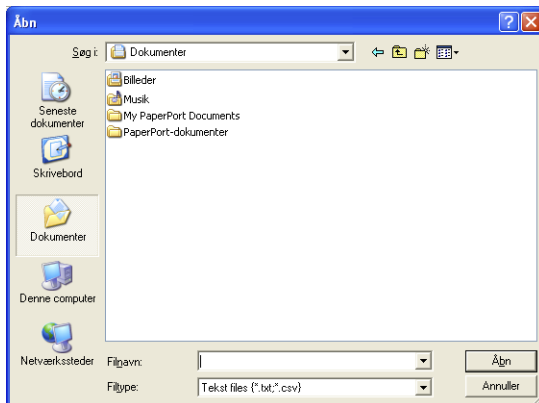 Åbn
Søg i: Dokumenter
Seneste dokumenter
Skrivebord
Dokumenter
Denne computer
Netværkssteder
Billeder
Musik
My PaperPort Documents
PaperPort-dokumenter
Filnavn:
Åbn
Filtype:
Tekst files {*.txt;*.csv}
Annuller